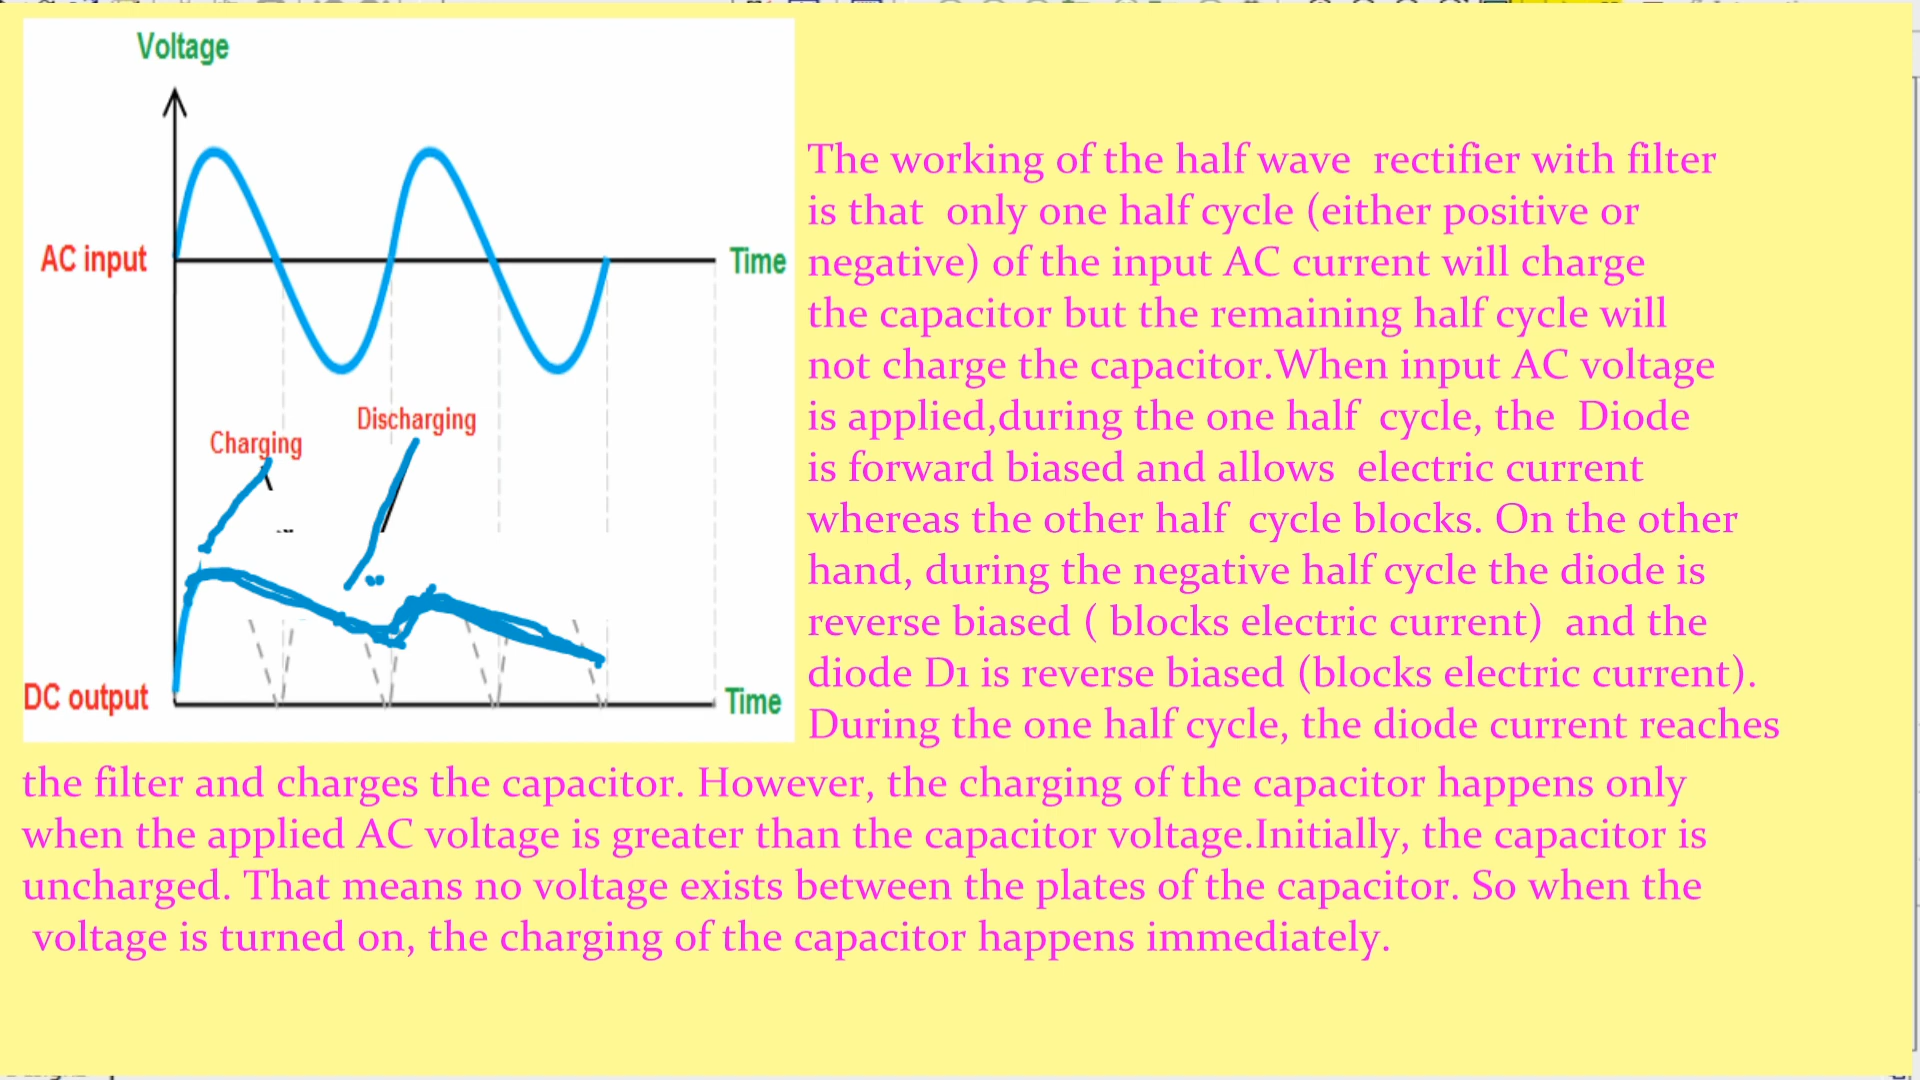 Voltage
AC input
Time
Charging
Discharging
DC output
Time
The working of the half wave rectifier with filter
is that only one half cycle (either positive or
negative) of the input AC current will charge
the capacitor but the remaining half cycle will
not charge the capacitor.When input AC voltage
is applied,during the one half cycle, the Diode
is forward biased and allows electric current
whereas the other half cycle blocks. On the other
hand, during the negative half cycle the diode is
reverse biased ( blocks electric current) and the
diode D1 is reverse biased (blocks electric current).
During the one half cycle, the diode current reaches
the filter and charges the capacitor. However, the charging of the capacitor happens only
when the applied AC voltage is greater than the capacitor voltage.Initially, the capacitor is
uncharged. That means no voltage exists between the plates of the capacitor. So when the
voltage is turned on, the charging of the capacitor happens immediately.